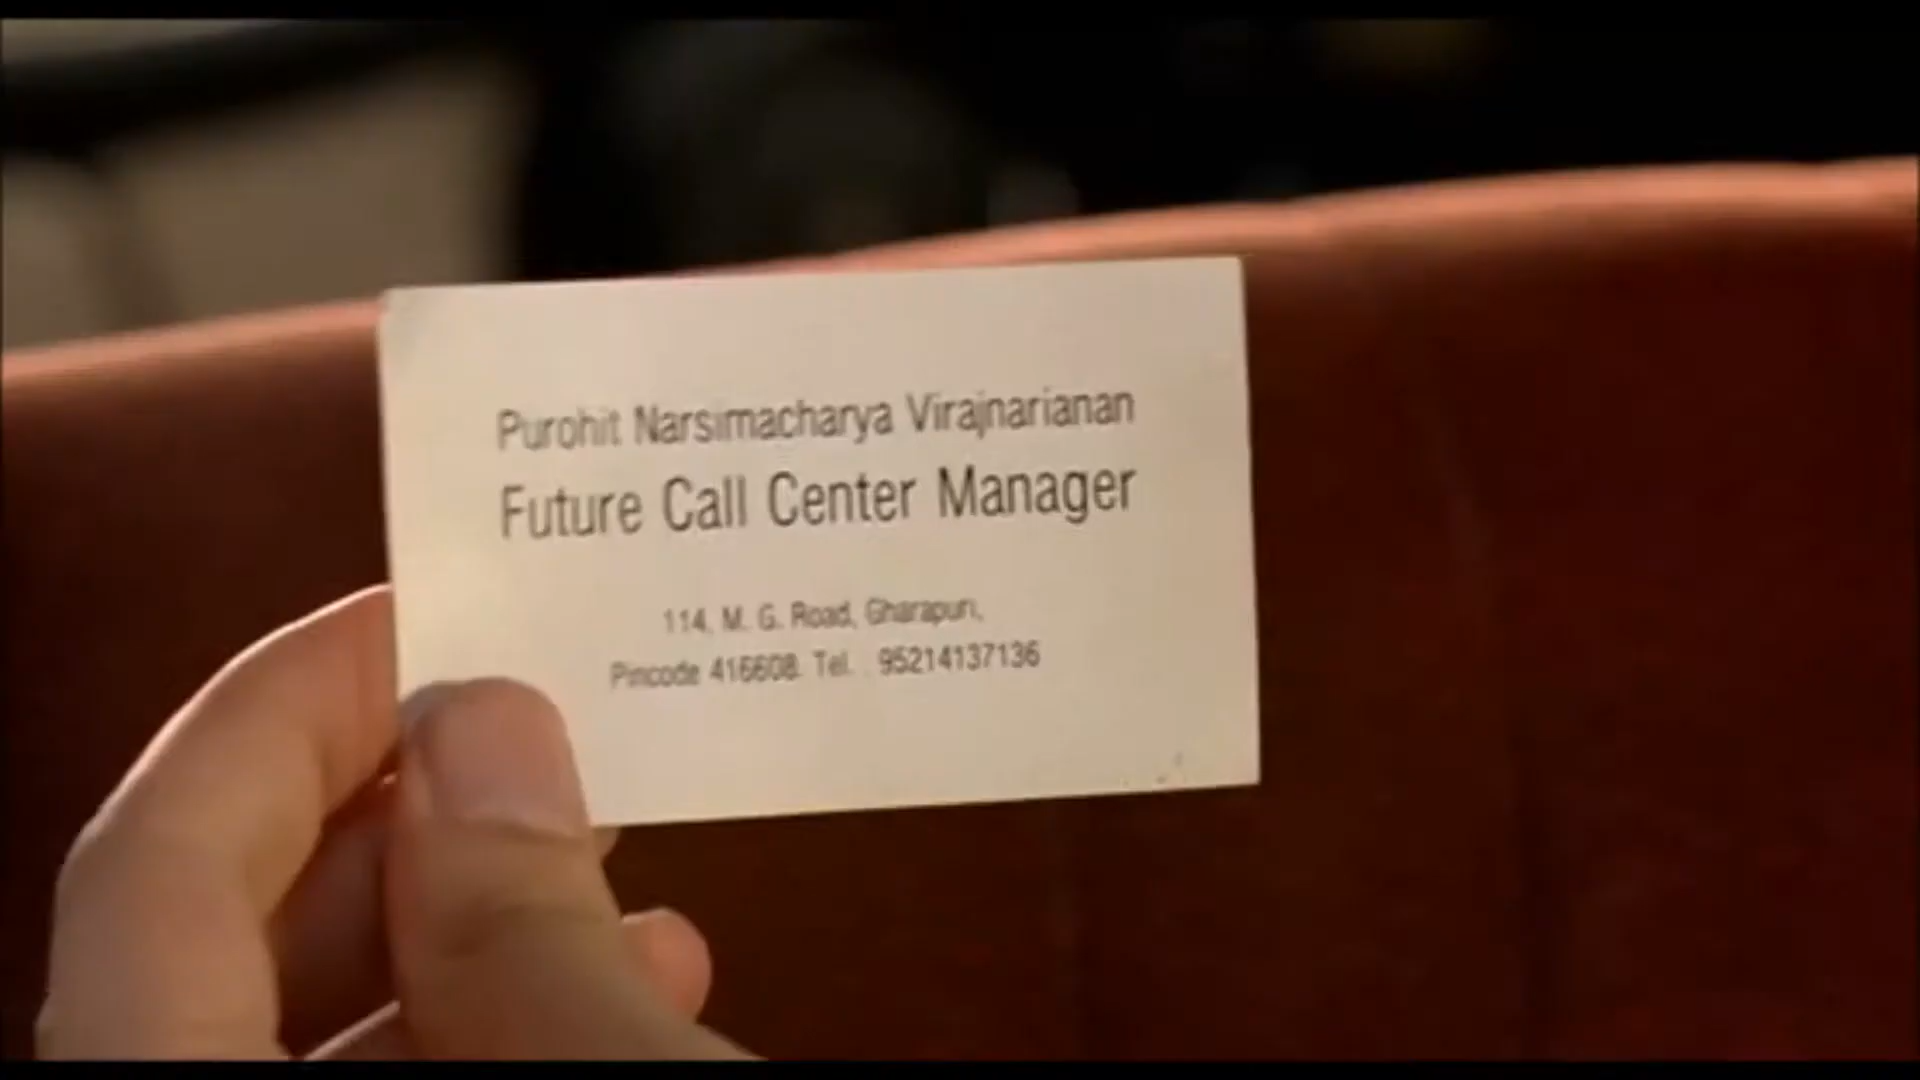 Purohit Narsimacharya Virajnarianan
Future Call Center Manager
114, M. G. Road, Gharapuri,
Pincode 416608. Tel. : 95214137136